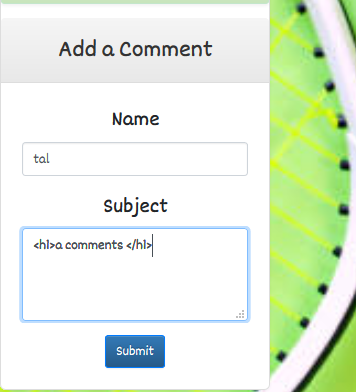 Add a Comment
Name
tal
Subject
<h1>a comments </h1>
Submit